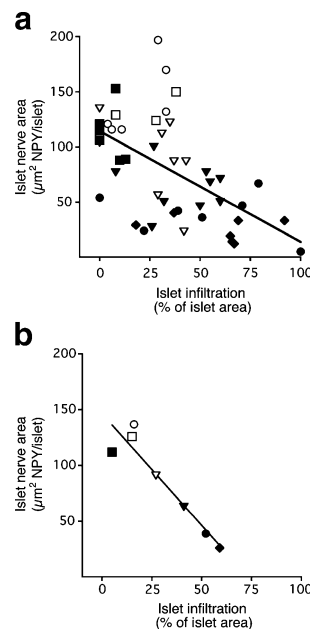 a
200
150
100
50
Islet nerve area
(µm² NPY/islet)
0
25
50
75
100
Islet infiltration
(% of islet area)
b
200
150
100
50
Islet nerve area
(µm2 NPY/islet)
0
25
50
75
100
Islet infiltration
(% of islet area)